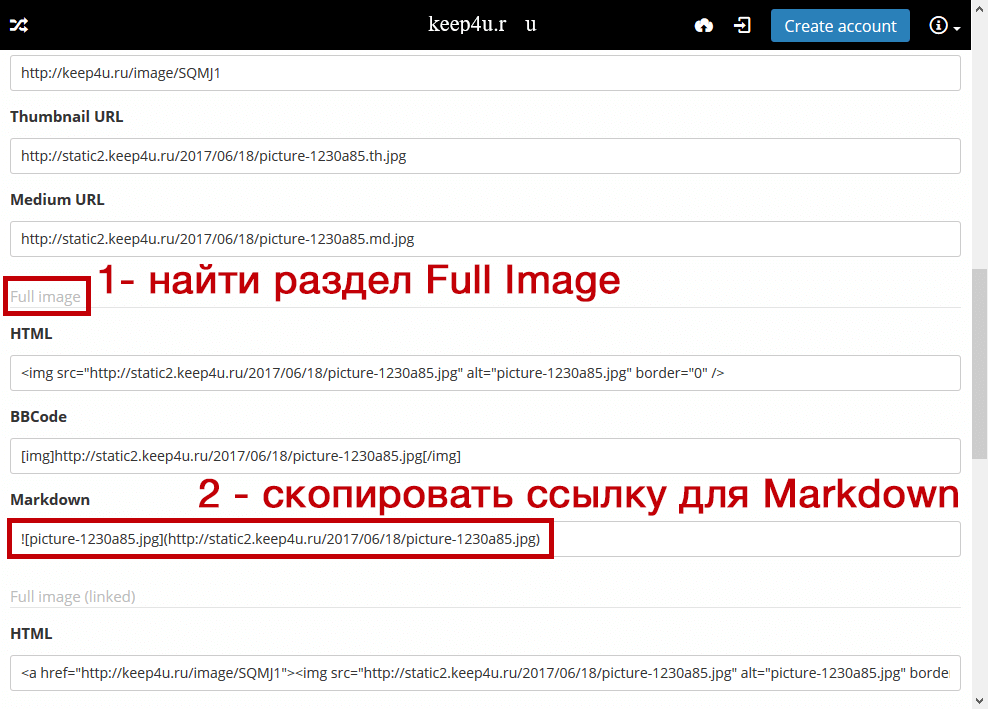 keep4u.r u
Create account
http://keep4u.ru/image/SQMJ1
Thumbnail URL
http://static2.keep4u.ru/2017/06/18/picture-1230a85.th.jpg
Medium URL
http://static2.keep4u.ru/2017/06/18/picture-1230a85.md.jpg
1- найти раздел Full Image
Full image
HTML
<img src="http://static2.keep4u.ru/2017/06/18/picture-1230a85.jpg" alt="picture-1230a85.jpg" border="0" />
BBCode
[img]http://static2.keep4u.ru/2017/06/18/picture-1230a85.jpg[/img]
2 - скопировать ссылку для Markdown
Markdown
![picture-1230a85.jpg](http://static2.keep4u.ru/2017/06/18/picture-1230a85.jpg)
Full image (linked)
HTML
<a href="http://keep4u.ru/image/SQMJ1"><img src="http://static2.keep4u.ru/2017/06/18/picture-1230a85.jpg" alt="picture-1230a85.jpg" borde